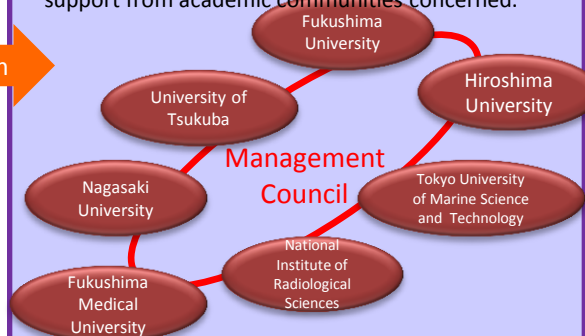 support from academic communities concerned.
Fukushima
University
Hiroshima
University
University of
Tsukuba
Management
Council
Nagasaki
University
Tokyo University
of Marine Science
and Technology
National
Institute of
Radiological
Sciences
Fukushima
Medical
University